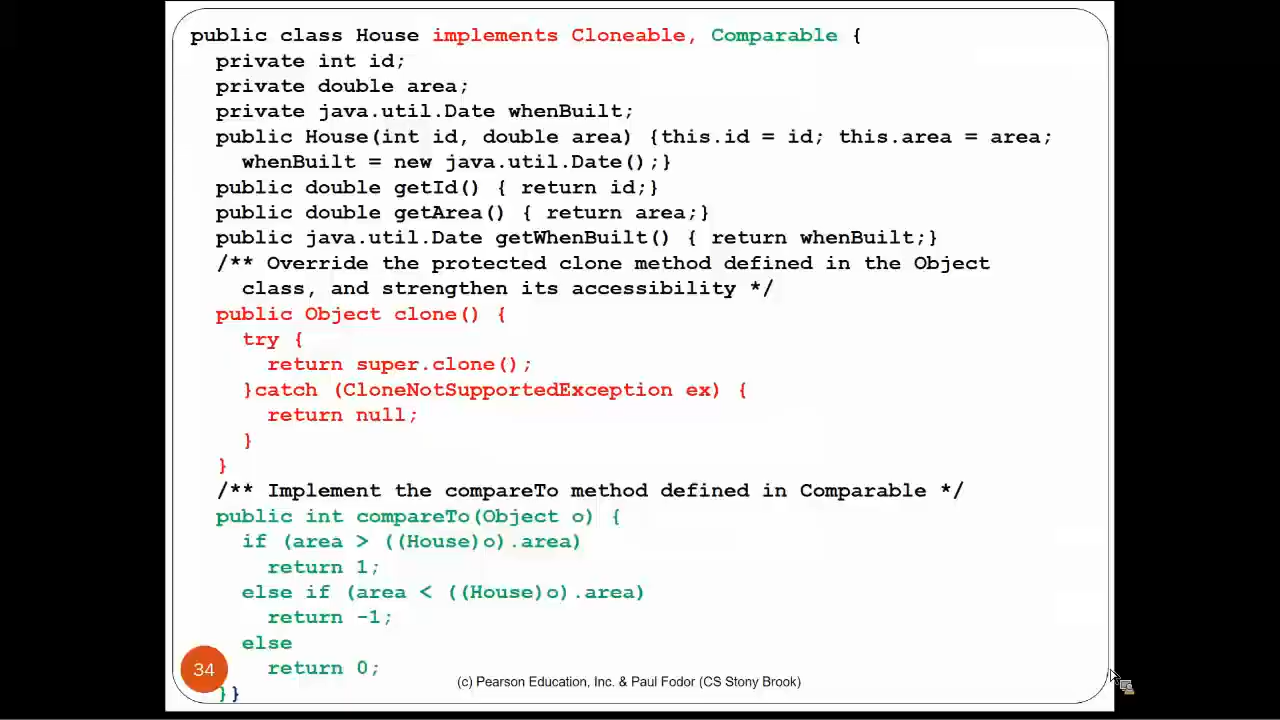 public class House implements Cloneable, Comparable {
private int id;
private double area;
private java.util.Date whenBuilt;
public House(int id, double area) {this.id = id; this.area = area;
whenBuilt = new java.util.Date();}
public double getId() { return id;}
public double getArea() { return area;}
public java.util.Date getWhenBuilt() { return whenBuilt;}
/** Override the protected clone method defined in the Object
class, and strengthen its accessibility */
public Object clone() {
try {
return super.clone();
}catch (CloneNotSupportedException ex) {
return null;
}
}
/** Implement the compareTo method defined in Comparable */
public int compareTo(Object o) {
if (area > ((House)o).area)
return 1;
else if (area < ((House)o).area)
return -1;
else
return 0;
}}
34
(c) Pearson Education, Inc. & Paul Fodor (CS Stony Brook)